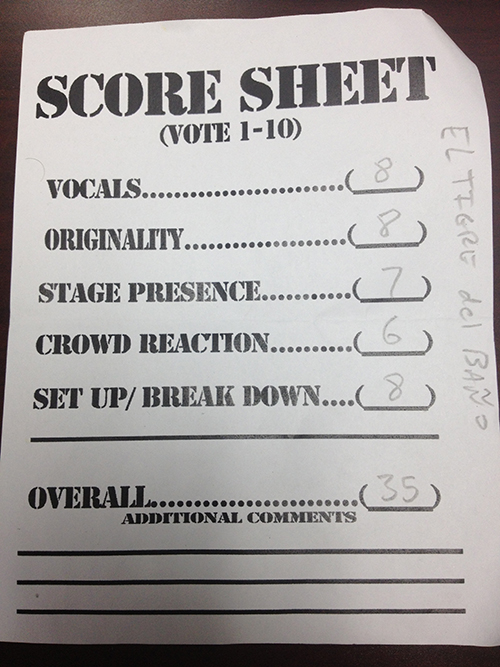 SCORE SHEET
(VOTE 1-10)
VOCALS........................(8)
ORIGINALITY...................(8)
STAGE PRESENCE...........(7)
CROWD REACTION..........(6)
SET UP/ BREAK DOWN....(8)
OVERALL.........................(35)
ADDITIONAL COMMENTS
EL TIGRE del BAÑO